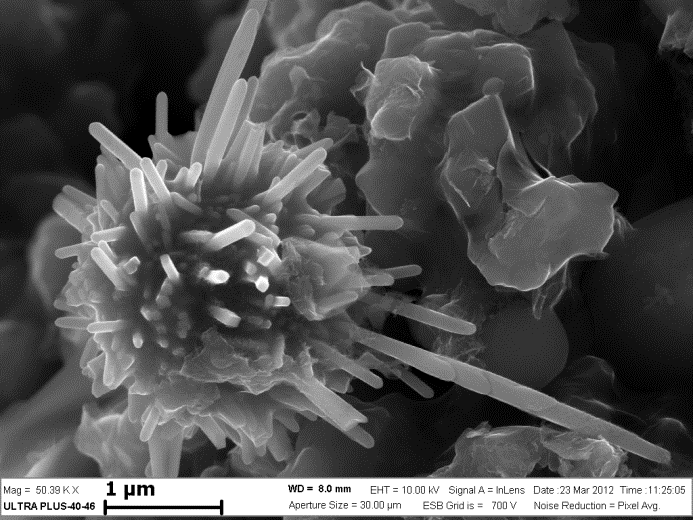 Mag = 50.39 K X 1 µm WD = 8.0 mm EHT = 10.00 kV Signal A = InLens Date :23 Mar 2012 Time :11:25:05
ULTRA PLUS-40-46 Aperture Size = 30.00 µm ESB Grid is = 700 V Noise Reduction = Pixel Avg.